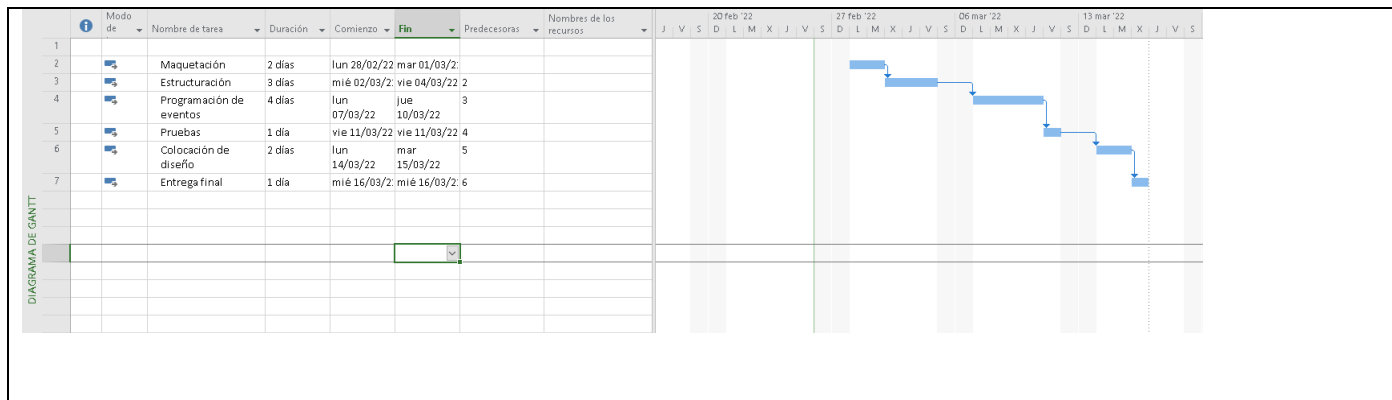 Modo de
Nombre de tarea
Duración
Comienzo
Fin
Predecesoras
Nombres de los recursos
20 feb '22
27 feb '22
06 mar '22
13 mar '22
J V S D L M X J V S D L M X J V S D L M X J V S D L M X J V S
1
2 Maquetación 2 días lun 28/02/22 mar 01/03/2
3 Estructuración 3 días mié 02/03/2 vie 04/03/22 2
4 Programación de eventos 4 días lun 07/03/22 jue 10/03/22 3
5 Pruebas 1 día vie 11/03/22 vie 11/03/22 4
6 Colocación de diseño 2 días lun 14/03/22 mar 15/03/22 5
7 Entrega final 1 día mié 16/03/2 mié 16/03/2 6
DIAGRAMA DE GANTT